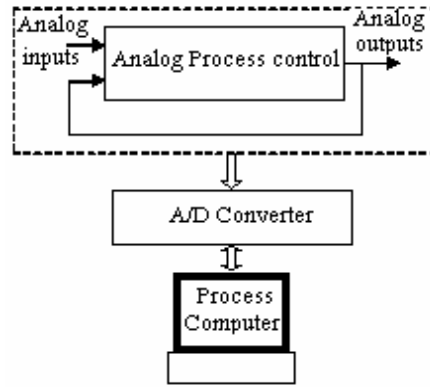 Analog
inputs
Analog Process control
Analog
outputs
A/D Converter
Process
Computer